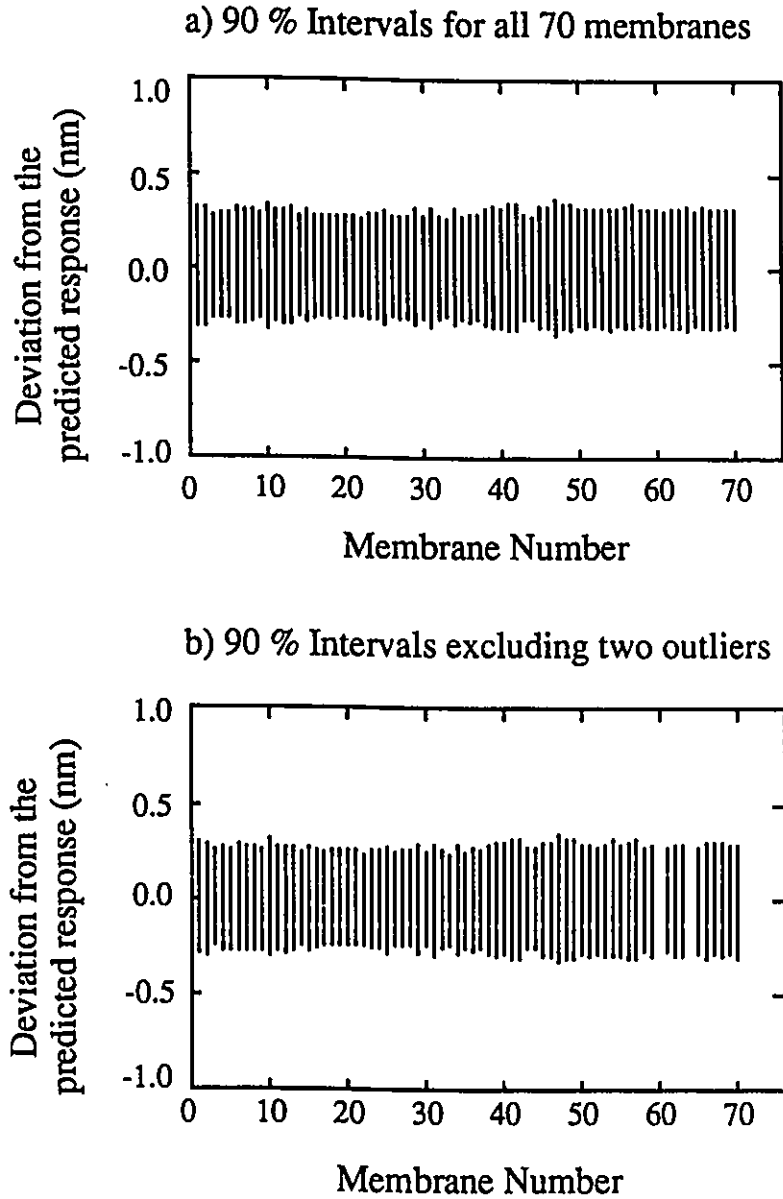 a) 90 % Intervals for all 70 membranes
Deviation from the
predicted response (nm)
1.0
0.5
0.0
-0.5
-1.0
0 10 20 30 40 50 60 70
Membrane Number
b) 90 % Intervals excluding two outliers
Deviation from the
predicted response (nm)
1.0
0.5
0.0
-0.5
-1.0
0 10 20 30 40 50 60 70
Membrane Number